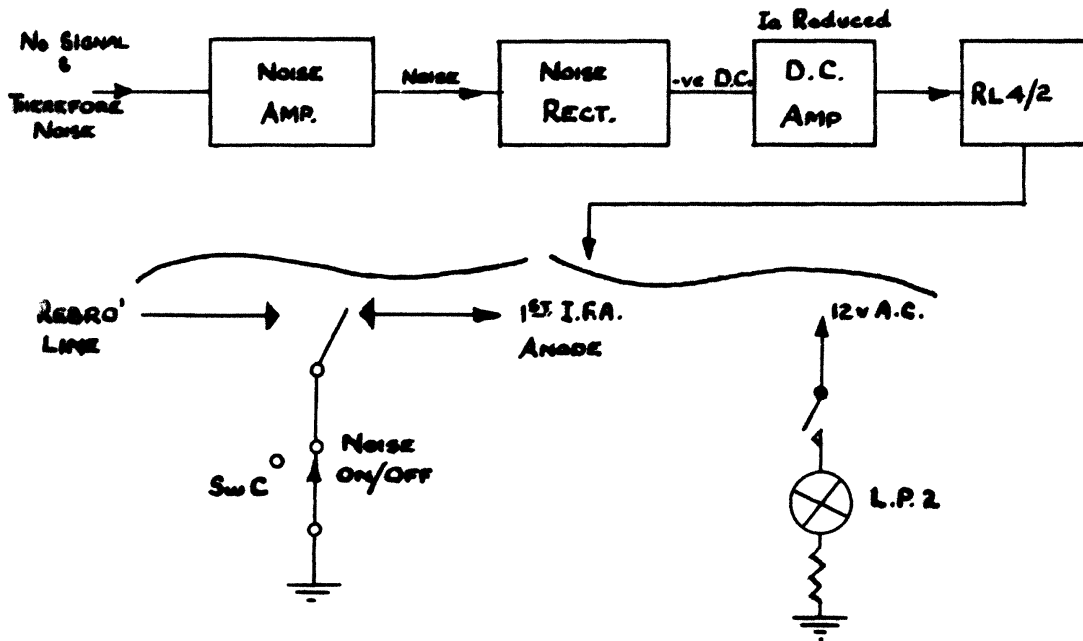 No SIGNAL
&
THEREFORE
NOISE
NOISE
AMP.
NOISE
NOISE
RECT.
-ve D.C.
Ia Reduced
D.C.
AMP
RL 4/2
REBRO'
LINE
1ST. I.F.A.
ANODE
12v A.C.
SwC
NOISE
ON/OFF
L.P. 2